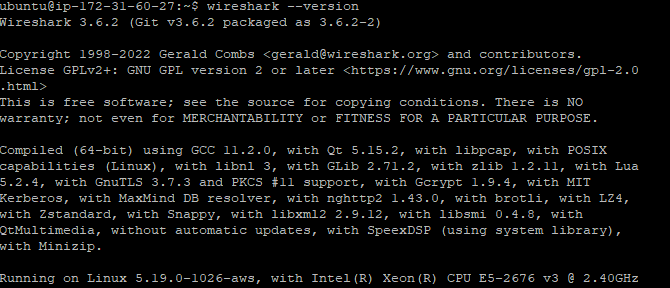 ubuntu@ip-172-31-60-27:~$ wireshark --version
Wireshark 3.6.2 (Git v3.6.2 packaged as 3.6.2-2)
Copyright 1998-2022 Gerald Combs <gerald@wireshark.org> and contributors.
License GPLv2+: GNU GPL version 2 or later <https://www.gnu.org/licenses/gpl-2.0
.html>
This is free software; see the source for copying conditions. There is NO
warranty; not even for MERCHANTABILITY or FITNESS FOR A PARTICULAR PURPOSE.
Compiled (64-bit) using GCC 11.2.0, with Qt 5.15.2, with libpcap, with POSIX
capabilities (Linux), with libnl 3, with GLib 2.71.2, with zlib 1.2.11, with Lua
5.2.4, with GnuTLS 3.7.3 and PKCS #11 support, with Gcrypt 1.9.4, with MIT
Kerberos, with MaxMind DB resolver, with nghttp2 1.43.0, with brotli, with LZ4,
with Zstandard, with Snappy, with libxml2 2.9.12, with libsmi 0.4.8, with
QtMultimedia, without automatic updates, with SpeexDSP (using system library),
with Minizip.
Running on Linux 5.19.0-1026-aws, with Intel(R) Xeon(R) CPU E5-2676 v3 @ 2.40GHz